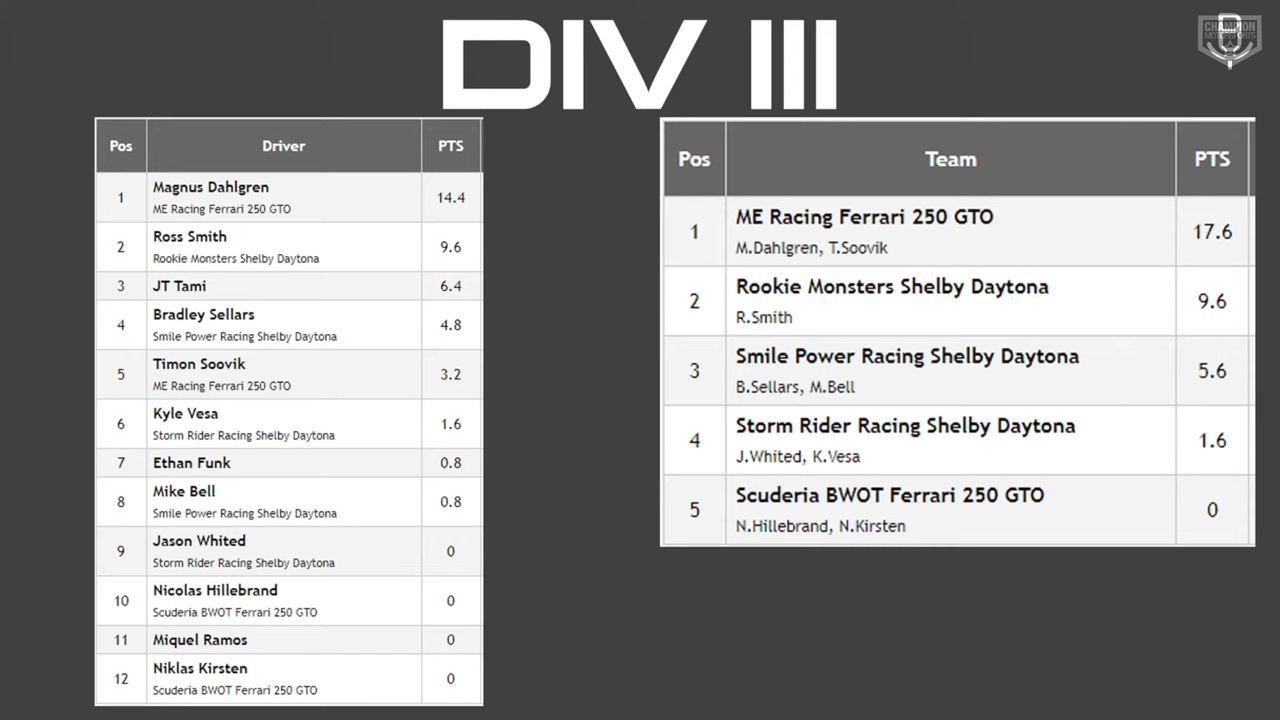 DIV III
CHAMPION
MOTORSPORTS
Pos Driver PTS
1 Magnus Dahlgren 14.4
ME Racing Ferrari 250 GTO
2 Ross Smith 9.6
Rookie Monsters Shelby Daytona
3 JT Tami 6.4
4 Bradley Sellars 4.8
Smile Power Racing Shelby Daytona
5 Timon Soovik 3.2
ME Racing Ferrari 250 GTO
6 Kyle Vesa 1.6
Storm Rider Racing Shelby Daytona
7 Ethan Funk 0.8
8 Mike Bell 0.8
Smile Power Racing Shelby Daytona
9 Jason Whited 0
Storm Rider Racing Shelby Daytona
10 Nicolas Hillebrand 0
Scuderia BWOT Ferrari 250 GTO
11 Miquel Ramos 0
12 Niklas Kirsten 0
Scuderia BWOT Ferrari 250 GTO
Pos Team PTS
1 ME Racing Ferrari 250 GTO 17.6
M.Dahlgren, T.Soovik
2 Rookie Monsters Shelby Daytona 9.6
R.Smith
3 Smile Power Racing Shelby Daytona 5.6
B.Sellars, M.Bell
4 Storm Rider Racing Shelby Daytona 1.6
J.Whited, K.Vesa
5 Scuderia BWOT Ferrari 250 GTO 0
N.Hillebrand, N.Kirsten